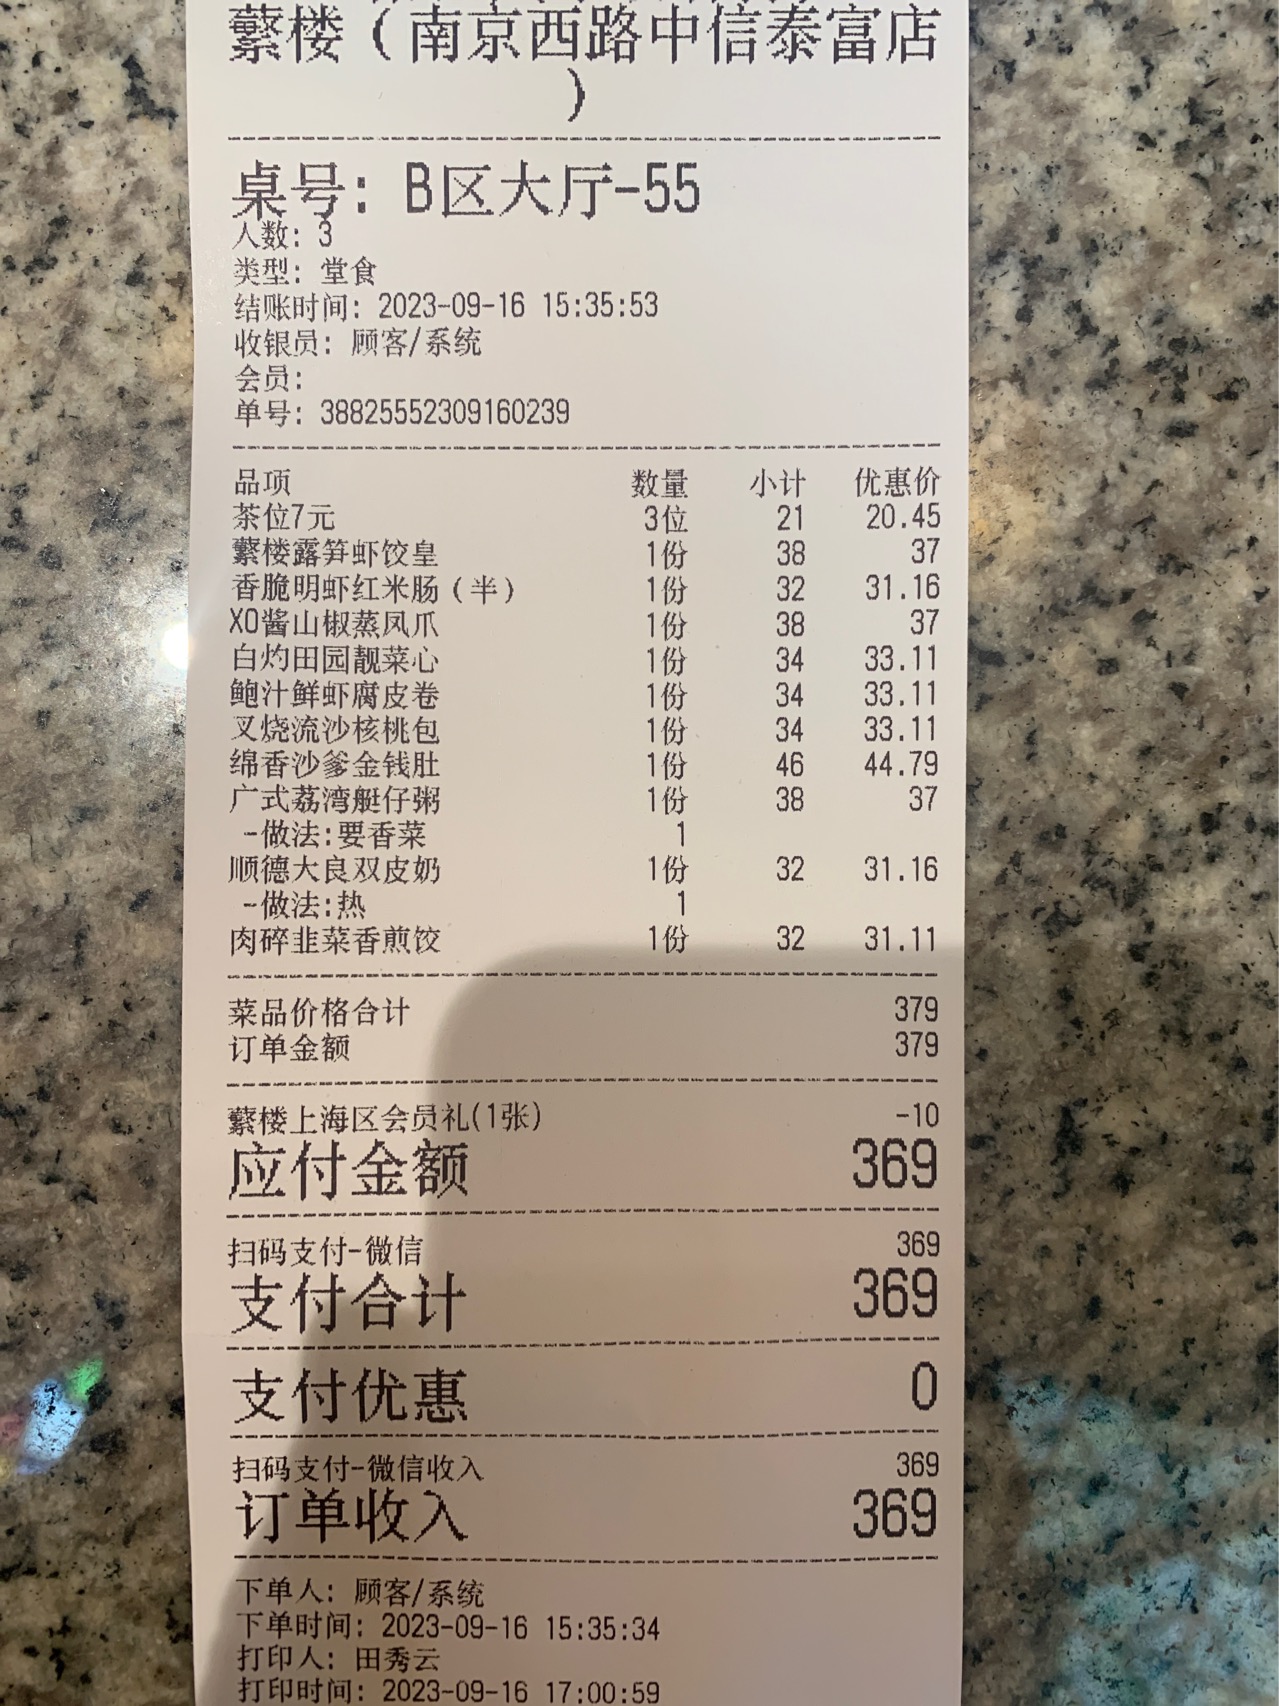 蘩楼（南京西路中信泰富店
）
桌号: B区大厅-55
人数: 3
类型: 堂食
结账时间: 2023-09-16 15:35:53
收银员: 顾客/系统
会员:
单号: 38825552309160239
品项 数量 小计 优惠价
茶位7元 3位 21 20.45
蘩楼露笋虾饺皇 1份 38 37
香脆明虾红米肠（半） 1份 32 31.16
XO酱山椒蒸凤爪 1份 38 37
白灼田园靓菜心 1份 34 33.11
鲍汁鲜虾腐皮卷 1份 34 33.11
叉烧流沙核桃包 1份 34 33.11
绵香沙爹金钱肚 1份 46 44.79
广式荔湾艇仔粥 1份 38 37
-做法:要香菜 1
顺德大良双皮奶 1份 32 31.16
-做法:热 1
肉碎韭菜香煎饺 1份 32 31.11
菜品价格合计 379
订单金额 379
蘩楼上海区会员礼(1张) -10
应付金额 369
扫码支付-微信 369
支付合计 369
支付优惠 0
扫码支付-微信收入 369
订单收入 369
下单人: 顾客/系统
下单时间: 2023-09-16 15:35:34
打印人: 田秀云
打印时间: 2023-09-16 17:00:59